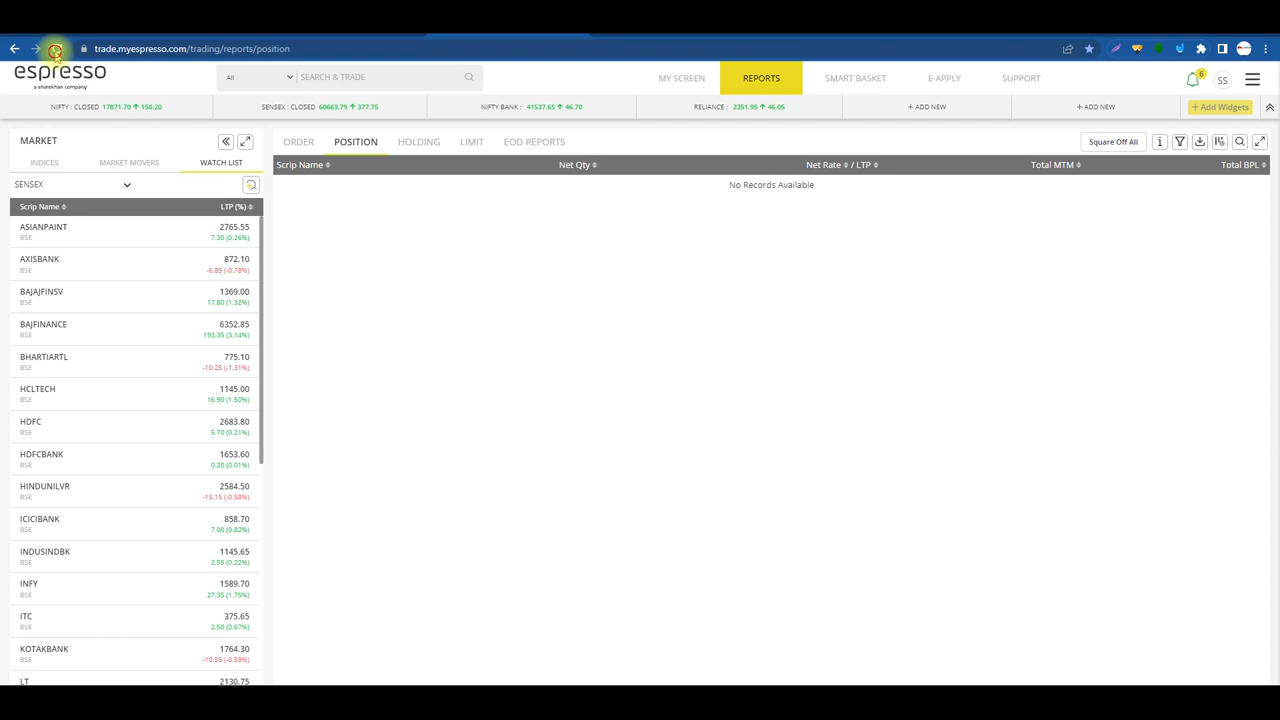 trade.myespresso.com/trading/reports/position
espresso
a sharekhan company
All
SEARCH & TRADE
MY SCREEN
REPORTS
SMART BASKET
E-APPLY
SUPPORT
6
SS
NIFTY : CLOSED 17871.70 ↑ 150.20
SENSEX : CLOSED 60663.79 ↑ 377.75
NIFTY BANK : 41537.65 ↑ 46.70
RELIANCE : 2351.95 ↑ 46.05
+ ADD NEW
+ ADD NEW
+ Add Widgets
MARKET
INDICES
MARKET MOVERS
WATCH LIST
SENSEX
Scrip Name
LTP (%)
ASIANPAINT 2765.55
BSE 7.30 (0.26%)
AXISBANK 872.10
BSE -6.85 (-0.78%)
BAJAJFINSV 1369.00
BSE 17.80 (1.32%)
BAJFINANCE 6352.85
BSE 193.35 (3.14%)
BHARTIARTL 775.10
BSE -10.25 (-1.31%)
HCLTECH 1145.00
BSE 16.90 (1.50%)
HDFC 2683.80
BSE 5.70 (0.21%)
HDFCBANK 1653.60
BSE 0.20 (0.01%)
HINDUNILVR 2584.50
BSE -15.15 (-0.58%)
ICICIBANK 858.70
BSE 7.00 (0.82%)
INDUSINDBK 1145.65
BSE 2.55 (0.22%)
INFY 1589.70
BSE 27.35 (1.75%)
ITC 375.65
BSE 2.50 (0.67%)
KOTAKBANK 1764.30
BSE -10.55 (-0.59%)
LT 2130.75
ORDER
POSITION
HOLDING
LIMIT
EOD REPORTS
Square Off All
Scrip Name
Net Qty
Net Rate / LTP
Total MTM
Total BPL
No Records Available